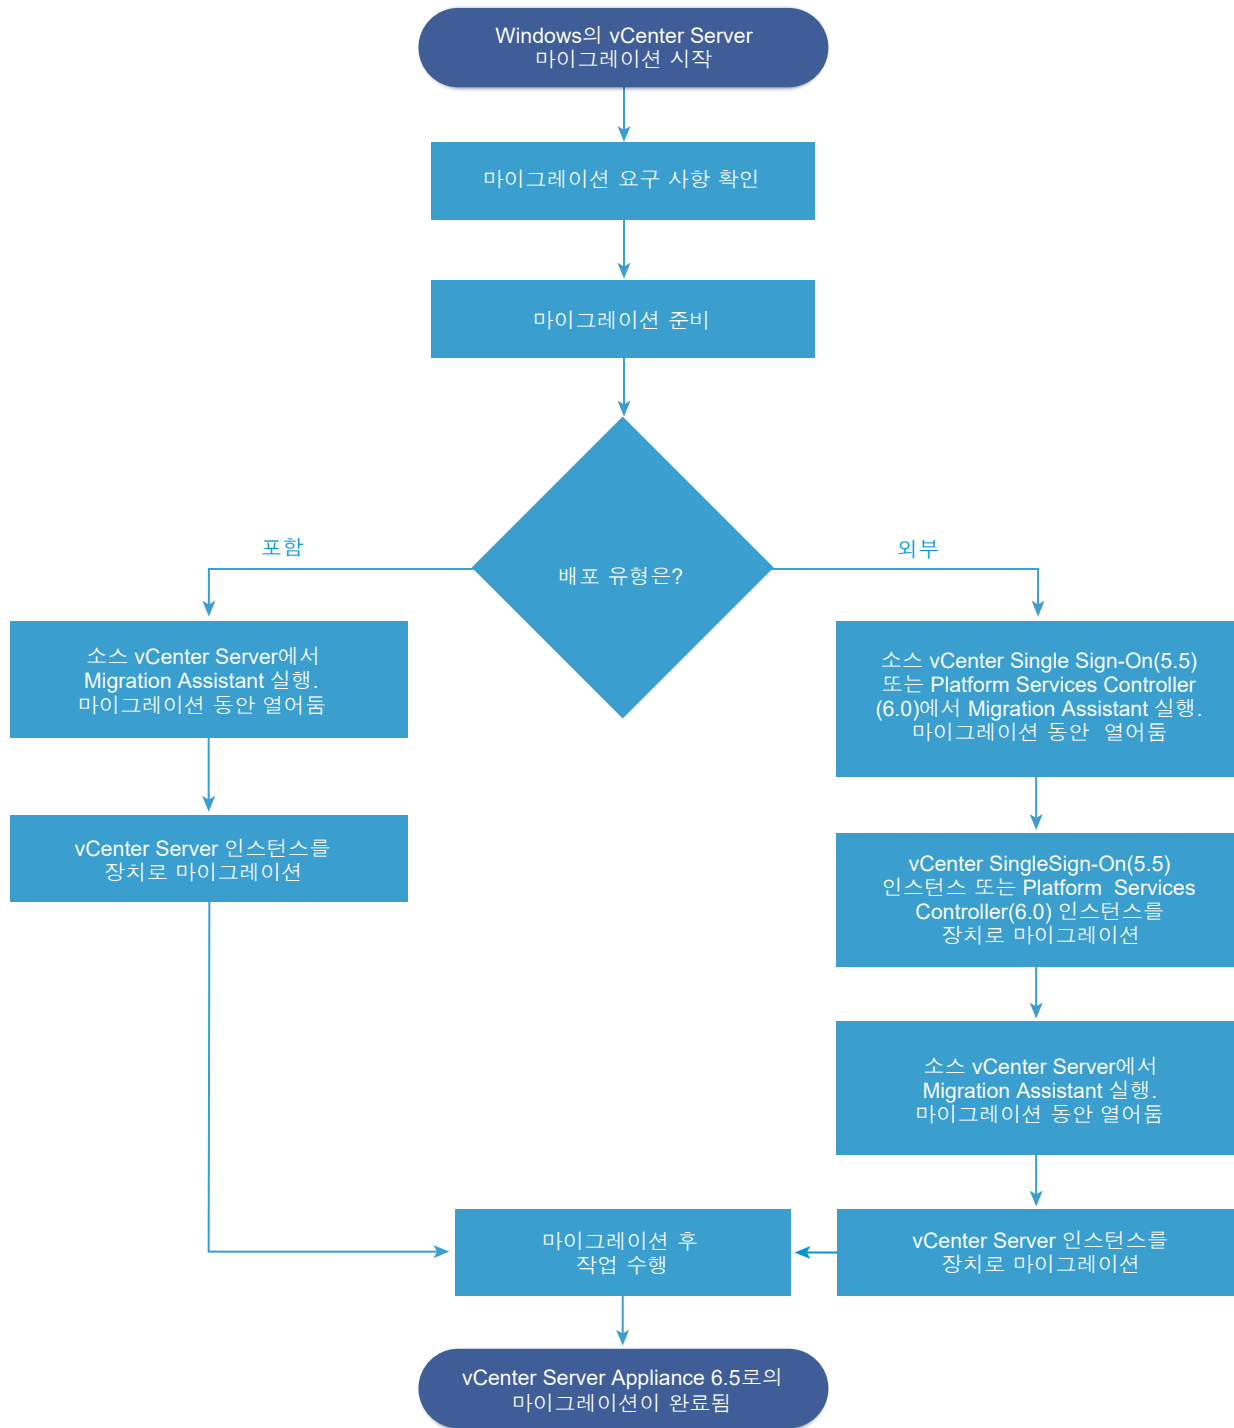 Windows의 vCenter Server
마이그레이션 시작
마이그레이션 요구 사항 확인
마이그레이션 준비
배포 유형은?
포함
외부
소스 vCenter Server에서
Migration Assistant 실행.
마이그레이션 동안 열어둠
vCenter Server 인스턴스를
장치로 마이그레이션
소스 vCenter Single Sign-On(5.5)
또는 Platform Services Controller
(6.0)에서 Migration Assistant 실행.
마이그레이션 동안 열어둠
vCenter SingleSign-On(5.5)
인스턴스 또는 Platform Services
Controller(6.0) 인스턴스를
장치로 마이그레이션
소스 vCenter Server에서
Migration Assistant 실행.
마이그레이션 동안 열어둠
vCenter Server 인스턴스를
장치로 마이그레이션
마이그레이션 후
작업 수행
vCenter Server Appliance 6.5로의
마이그레이션이 완료됨